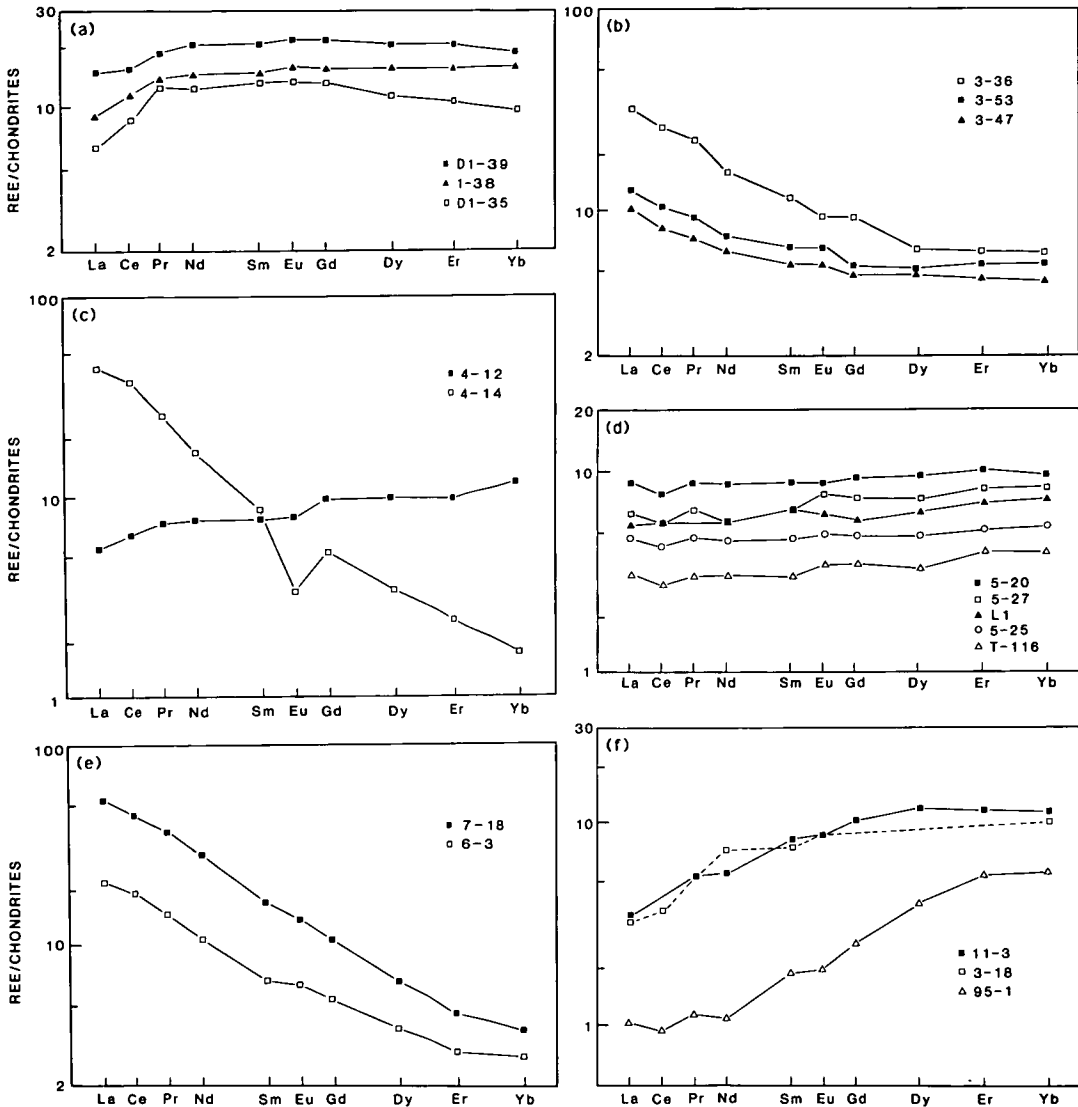 (a)
30
10
2
REE/CHONDRITES
D1-39
1-38
D1-35
La Ce Pr Nd Sm Eu Gd Dy Er Yb
(b)
100
10
2
3-36
3-53
3-47
La Ce Pr Nd Sm Eu Gd Dy Er Yb
(c)
100
10
1
REE/CHONDRITES
4-12
4-14
La Ce Pr Nd Sm Eu Gd Dy Er Yb
(d)
20
10
1
5-20
5-27
L1
5-25
T-116
La Ce Pr Nd Sm Eu Gd Dy Er Yb
(e)
100
10
2
REE/CHONDRITES
7-18
6-3
La Ce Pr Nd Sm Eu Gd Dy Er Yb
(f)
30
10
1
11-3
3-18
95-1
La Ce Pr Nd Sm Eu Gd Dy Er Yb